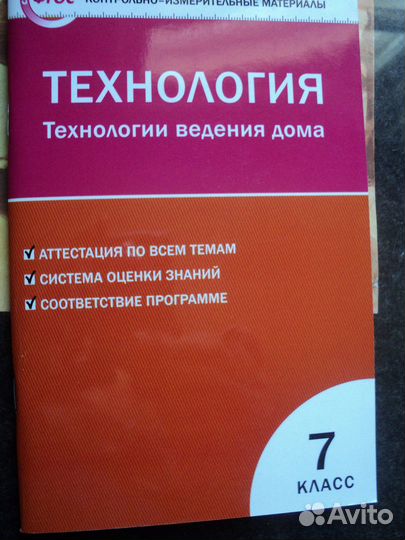 ФГОС
КОНТРОЛЬНО-ИЗМЕРИТЕЛЬНЫЕ МАТЕРИАЛЫ
ТЕХНОЛОГИЯ
Технологии ведения дома
АТТЕСТАЦИЯ ПО ВСЕМ ТЕМАМ
СИСТЕМА ОЦЕНКИ ЗНАНИЙ
СООТВЕТСТВИЕ ПРОГРАММЕ
7
КЛАСС
Avito